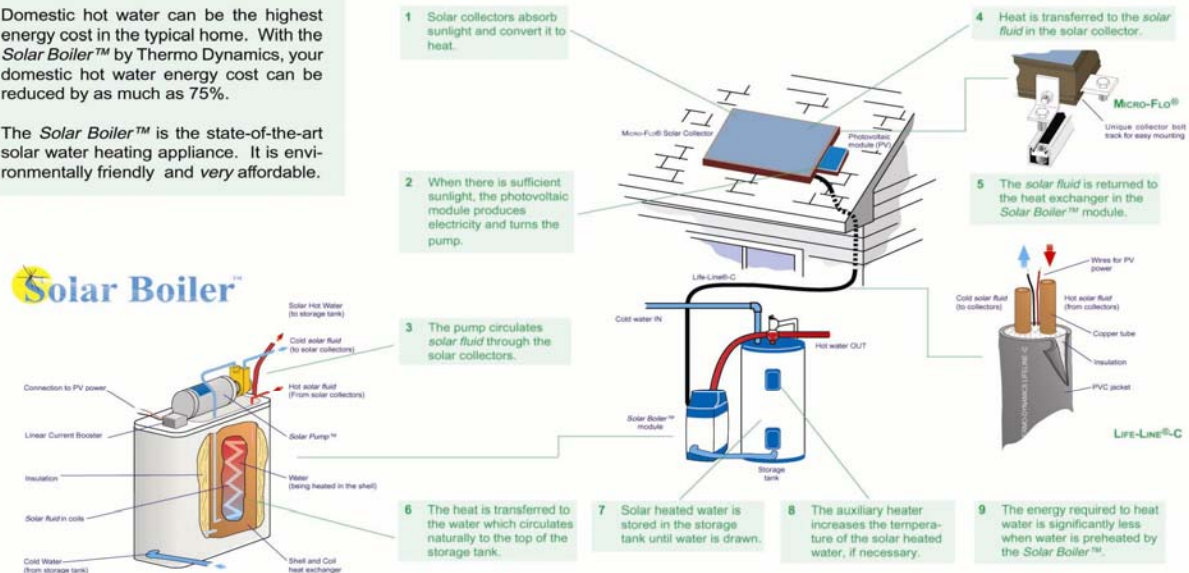 Domestic hot water can be the highest
energy cost in the typical home. With the
Solar Boiler™ by Thermo Dynamics, your
domestic hot water energy cost can be
reduced by as much as 75%.
The Solar Boiler™ is the state-of-the-art
solar water heating appliance. It is envi-
ronmentally friendly and very affordable.
1 Solar collectors absorb
sunlight and convert it to
heat.
2 When there is sufficient
sunlight, the photovoltaic
module produces
electricity and turns the
pump.
3 The pump circulates
solar fluid through the
solar collectors.
4 Heat is transferred to the solar
fluid in the solar collector.
MICRO-FLO®
Unique collector bolt
track for easy mounting
5 The solar fluid is returned to
the heat exchanger in the
Solar Boiler™ module.
MICRO-FLO® Solar Collector
Photovoltaic
module (PV)
Life-Line®-C
Cold water IN
Hot water OUT
Solar Boiler™
module
Storage
tank
Wires for PV
power
Cold solar fluid
(to collectors)
Hot solar fluid
(from collectors)
Copper tube
Insulation
PVC jacket
DYNAMICS LIFELINE-C
LIFE-LINE®-C
Solar Boiler™
Solar Hot Water
(to storage tank)
Cold solar fluid
(to solar collectors)
Connection to PV power
Hot solar fluid
(From solar collectors)
Linear Current Booster
Solar Pump™
Insulation
Water
(being heated in the shell)
Solar fluid in coils
Cold Water
(from storage tank)
Shell and Coil
heat exchanger
6 The heat is transferred to
the water which circulates
naturally to the top of the
storage tank.
7 Solar heated water is
stored in the storage
tank until water is drawn.
8 The auxiliary heater
increases the tempera-
ture of the solar heated
water, if necessary.
9 The energy required to heat
water is significantly less
when water is preheated by
the Solar Boiler™.